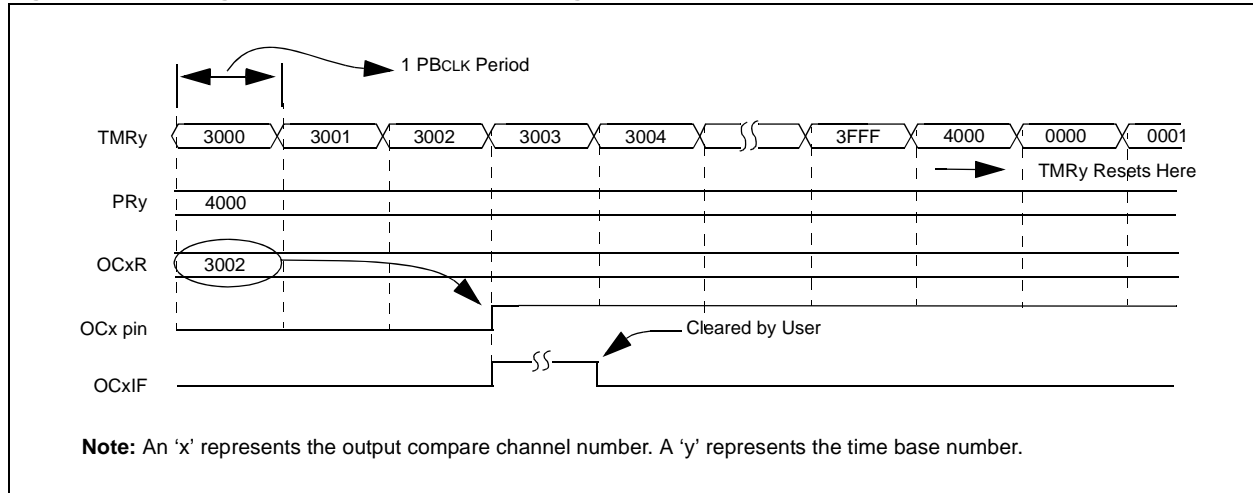 1 PBCLK Period
TMRy 3000 3001 3002 3003 3004 3FFF 4000 0000 0001
TMRy Resets Here
PRy 4000
OCxR 3002
OCx pin
Cleared by User
OCxIF
Note: An ‘x’ represents the output compare channel number. A ‘y’ represents the time base number.